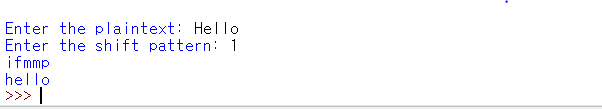 Enter the plaintext: Hello
Enter the shift pattern: 1
ifmmp
hello
>>>